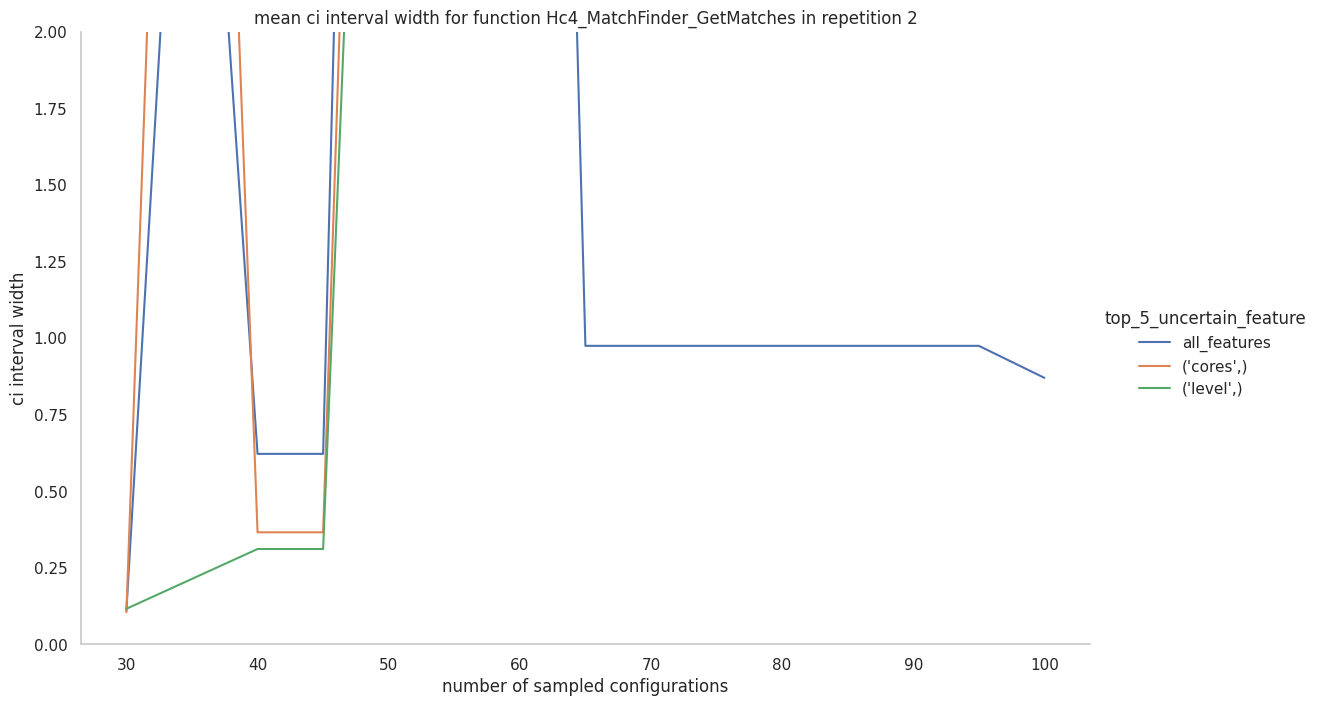 mean ci interval width for function Hc4_MatchFinder_GetMatches in repetition 2
2.00
1.75
1.50
1.25
1.00
0.75
0.50
0.25
0.00
ci interval width
30 40 50 60 70 80 90 100
number of sampled configurations
top_5_uncertain_feature
all_features
('cores',)
('level',)